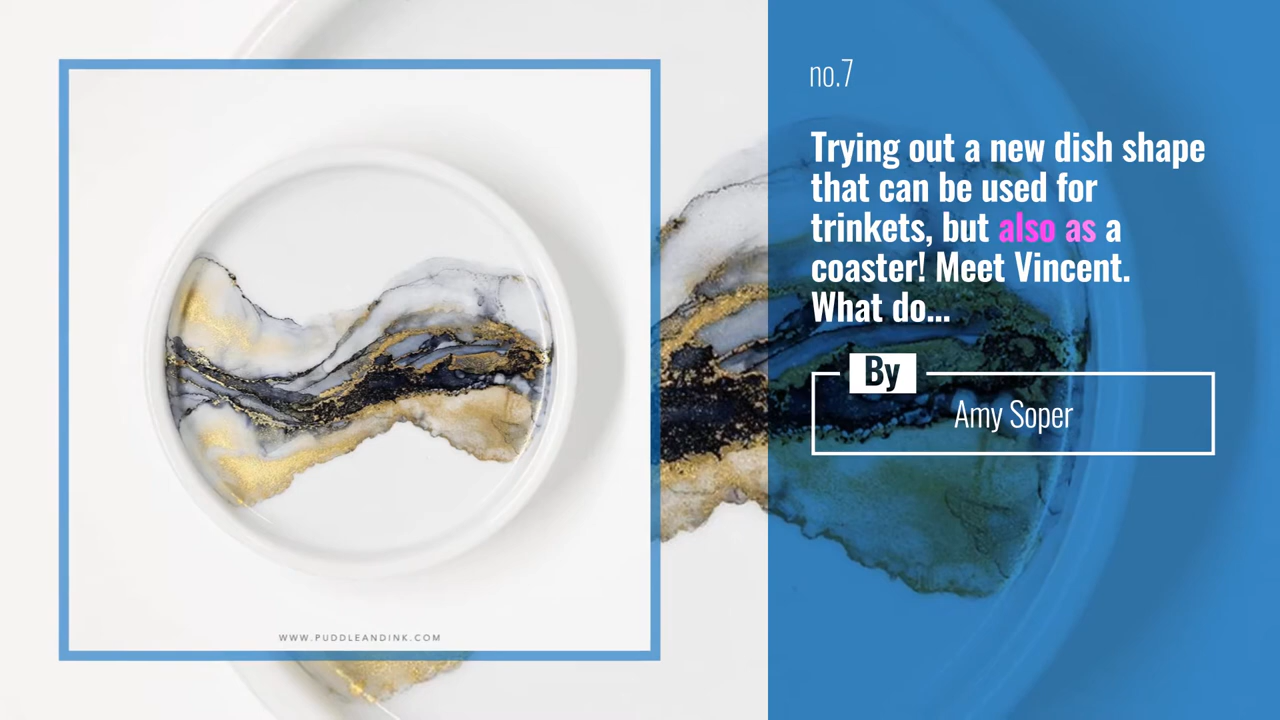 WWW.PUDDLEANDINK.COM
no.7
Trying out a new dish shape
that can be used for
trinkets, but also as a
coaster! Meet Vincent.
What do...
By
Amy Soper